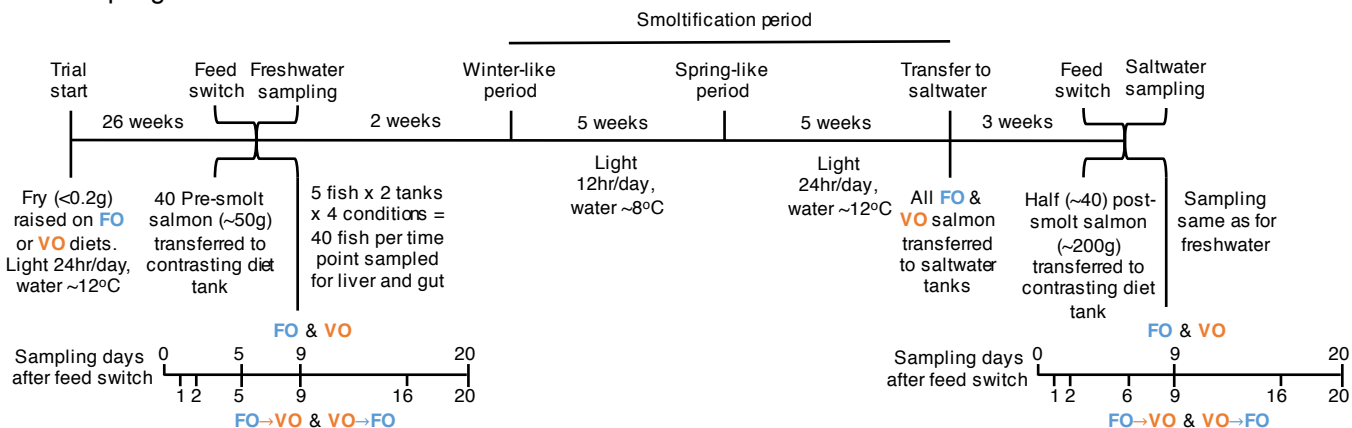 Smoltification period
Trial
start
Feed
switch
Freshwater
sampling
Winter-like
period
Spring-like
period
Transfer to
saltwater
Feed
switch
Saltwater
sampling
26 weeks
2 weeks
5 weeks
5 weeks
3 weeks
Fry (<0.2g)
raised on FO
or VO diets.
Light 24hr/day,
water ~12°C
40 Pre-smolt
salmon (~50g)
transferred to
contrasting diet
tank
5 fish x 2 tanks
x 4 conditions =
40 fish per time
point sampled
for liver and gut
Light
12hr/day,
water ~8°C
Light
24hr/day,
water ~12°C
All FO &
VO salmon
transferred
to saltwater
tanks
Half (~40) post-
smolt salmon
(~200g)
transferred to
contrasting diet
tank
Sampling
same as for
freshwater
FO & VO
Sampling days
after feed switch
0 5 9 20
1 2 5 9 16 20
FO→VO & VO→FO
FO & VO
Sampling days
after feed switch
0 9 20
1 2 6 9 16 20
FO→VO & VO→FO